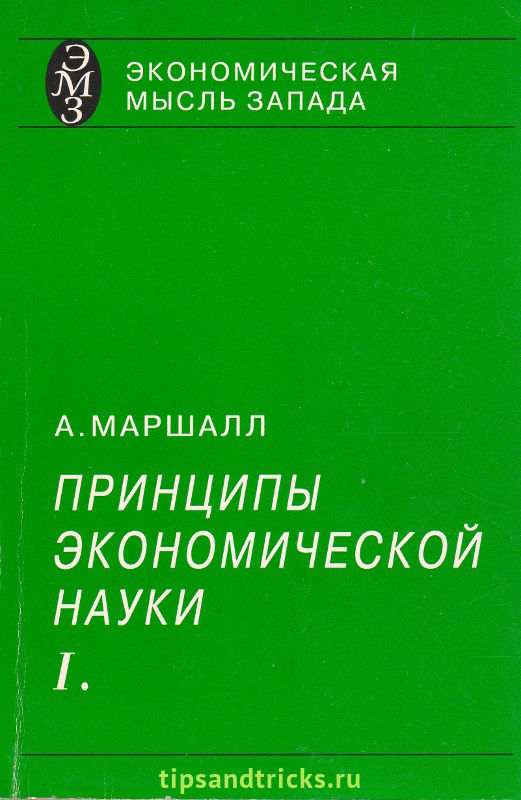 ЭМЗ
ЭКОНОМИЧЕСКАЯ
МЫСЛЬ ЗАПАДА
А. МАРШАЛЛ
ПРИНЦИПЫ
ЭКОНОМИЧЕСКОЙ
НАУКИ
I.
tipsandtricks.ru